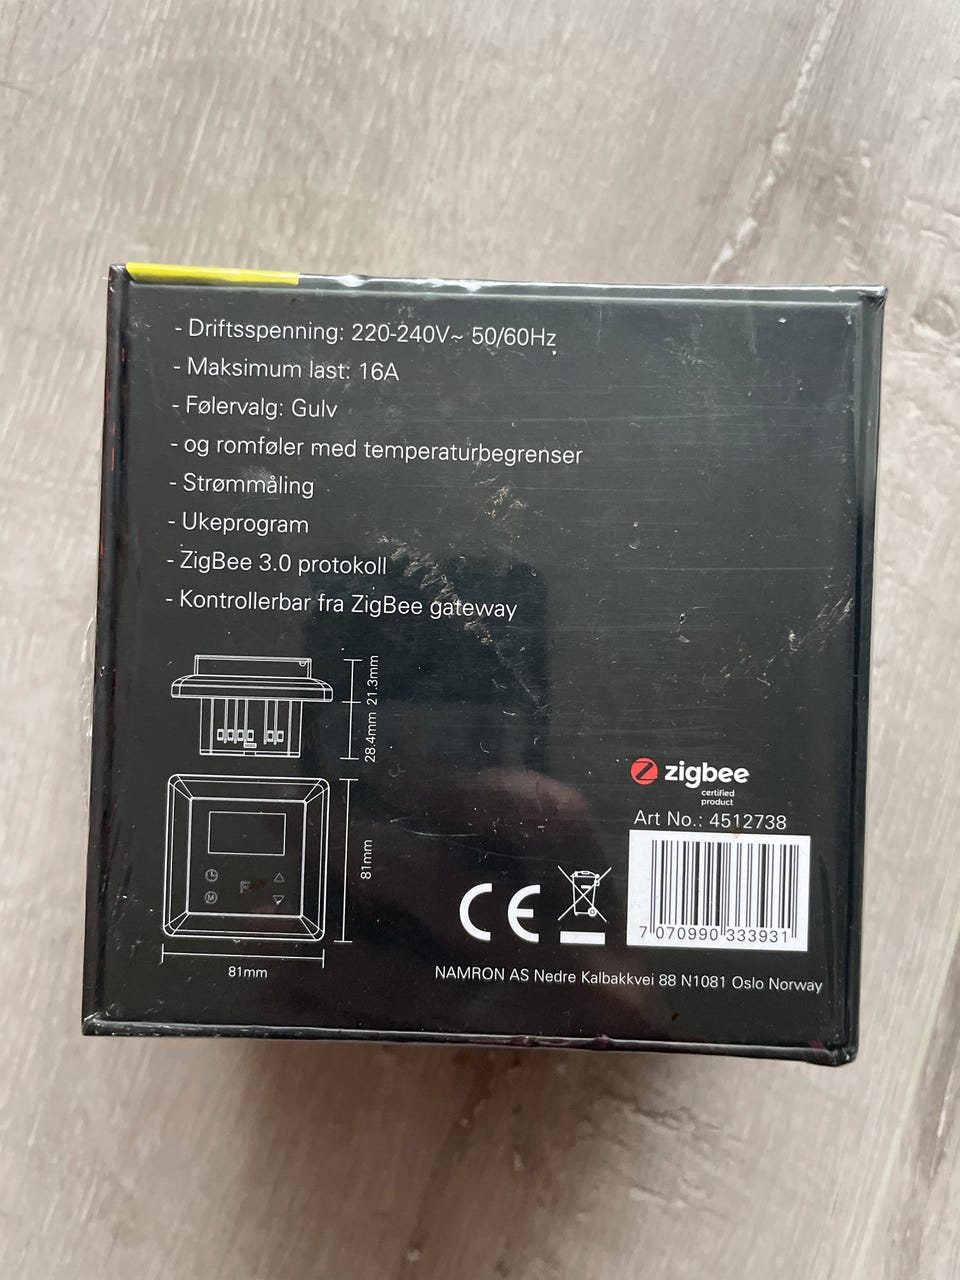 - Driftsspenning: 220-240V~ 50/60Hz
- Maksimum last: 16A
- Følervalg: Gulv
- og romføler med temperaturbegrenser
- Strømmåling
- Ukeprogram
- ZigBee 3.0 protokoll
- Kontrollerbar fra ZigBee gateway
21.3mm
28.4mm
81mm
F
M
81mm
zigbee
certified
product
Art No.: 4512738
CE
7 070990 333931
NAMRON AS Nedre Kalbakkvei 88 N1081 Oslo Norway